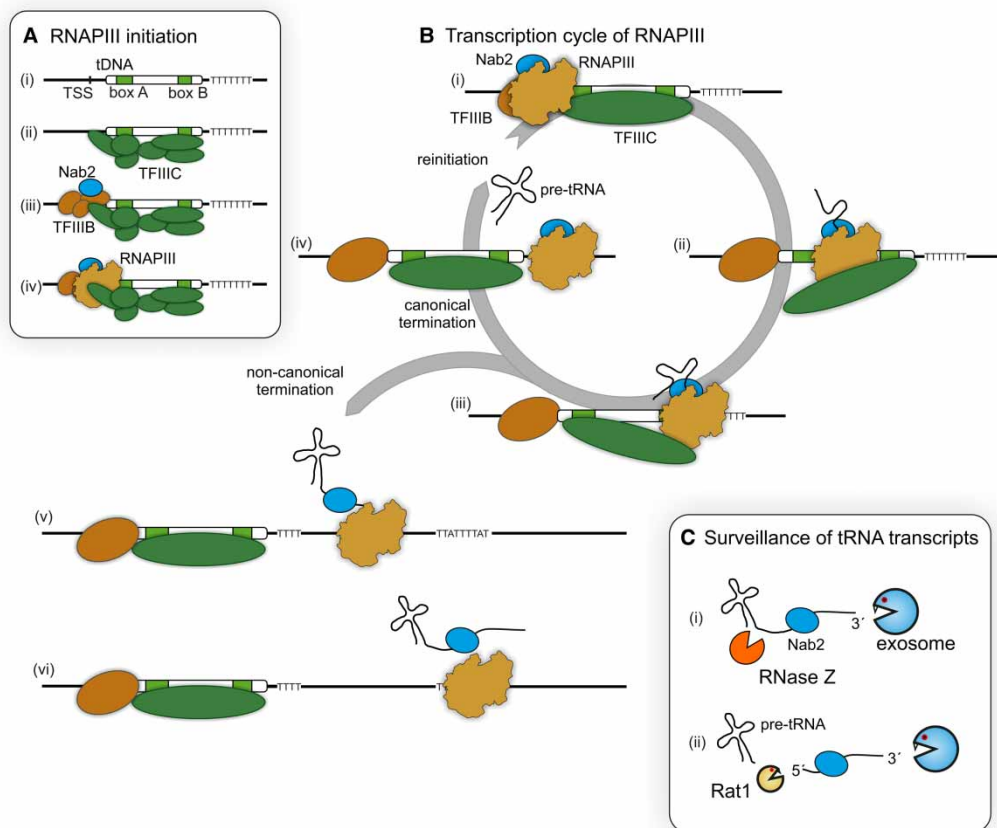 A RNAPIII initiation
(i)
tDNA
TSS
box A
box B
TTTTTTT
(ii)
TFIIIC
TTTTTTT
Nab2
(iii)
TFIIIB
TTTTTTT
RNAPIII
(iv)
TTTTTTT
B Transcription cycle of RNAPIII
Nab2
(i)
RNAPIII
TFIIIB
TTTTTTT
TFIIIC
reinitiation
pre-tRNA
(iv)
(ii)
TTTTTTT
canonical
termination
non-canonical
termination
(iii)
TTT
(v)
TTTT
TTATTTTAT
(vi)
TTTT
T
C Surveillance of tRNA transcripts
(i)
Nab2
3´
exosome
RNase Z
(ii)
pre-tRNA
Rat1
5´
3´